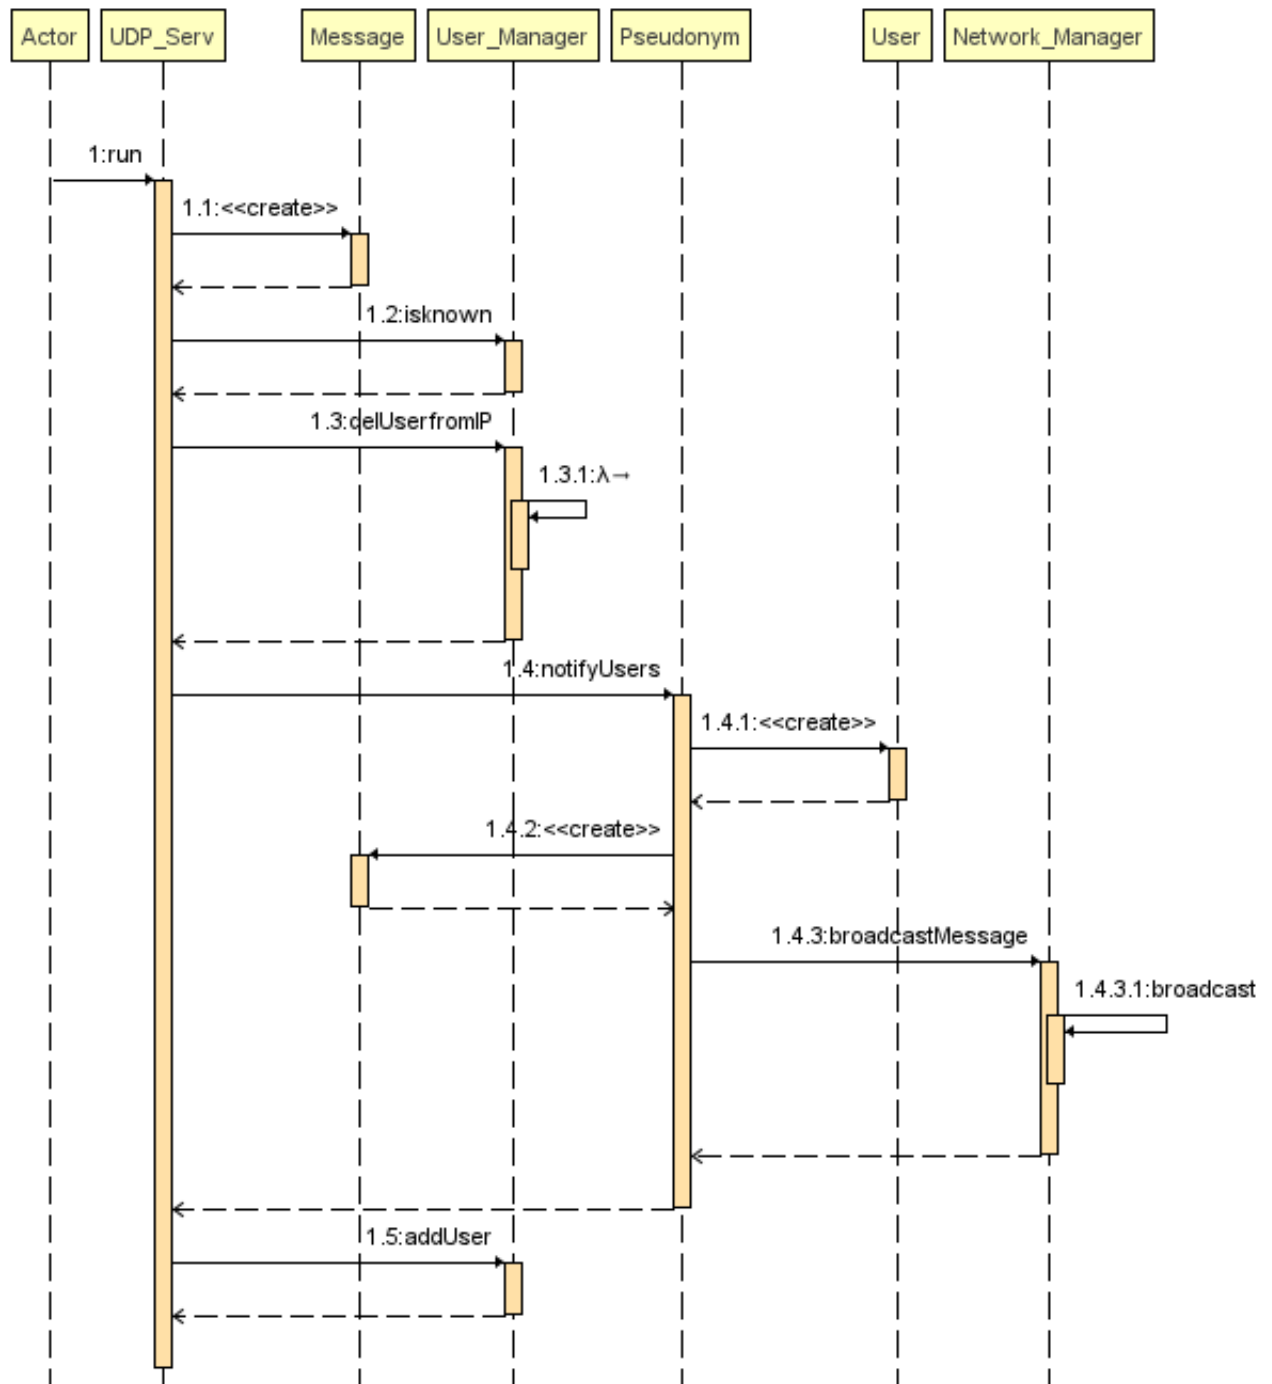 Actor
UDP_Serv
Message
User_Manager
Pseudonym
User
Network_Manager
1:run
1.1:<<create>>
1.2:isknown
1.3:delUserfromIP
1.3.1:λ→
1.4:notifyUsers
1.4.1:<<create>>
1.4.2:<<create>>
1.4.3:broadcastMessage
1.4.3.1:broadcast
1.5:addUser